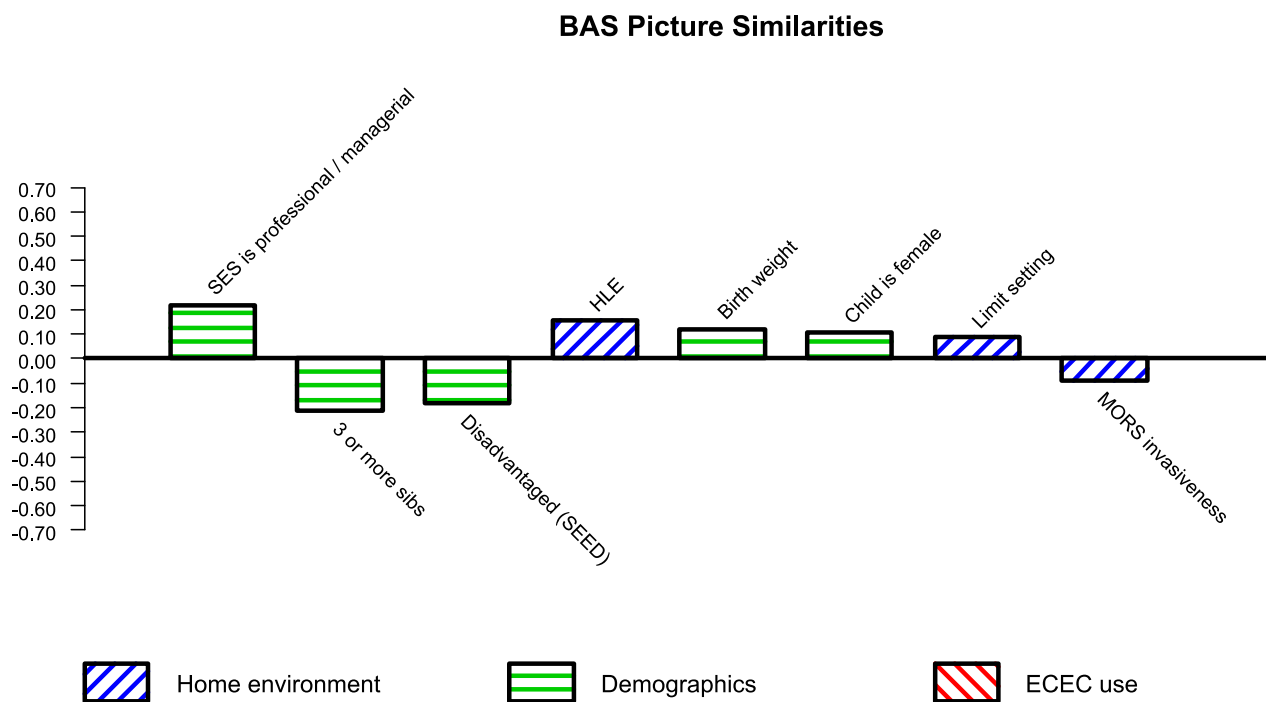 BAS Picture Similarities
0.70
0.60
0.50
0.40
0.30
0.20
0.10
0.00
-0.10
-0.20
-0.30
-0.40
-0.50
-0.60
-0.70
SES is professional / managerial
3 or more sibs
Disadvantaged (SEED)
HLE
Birth weight
Child is female
Limit setting
MORS invasiveness
Home environment
Demographics
ECEC use